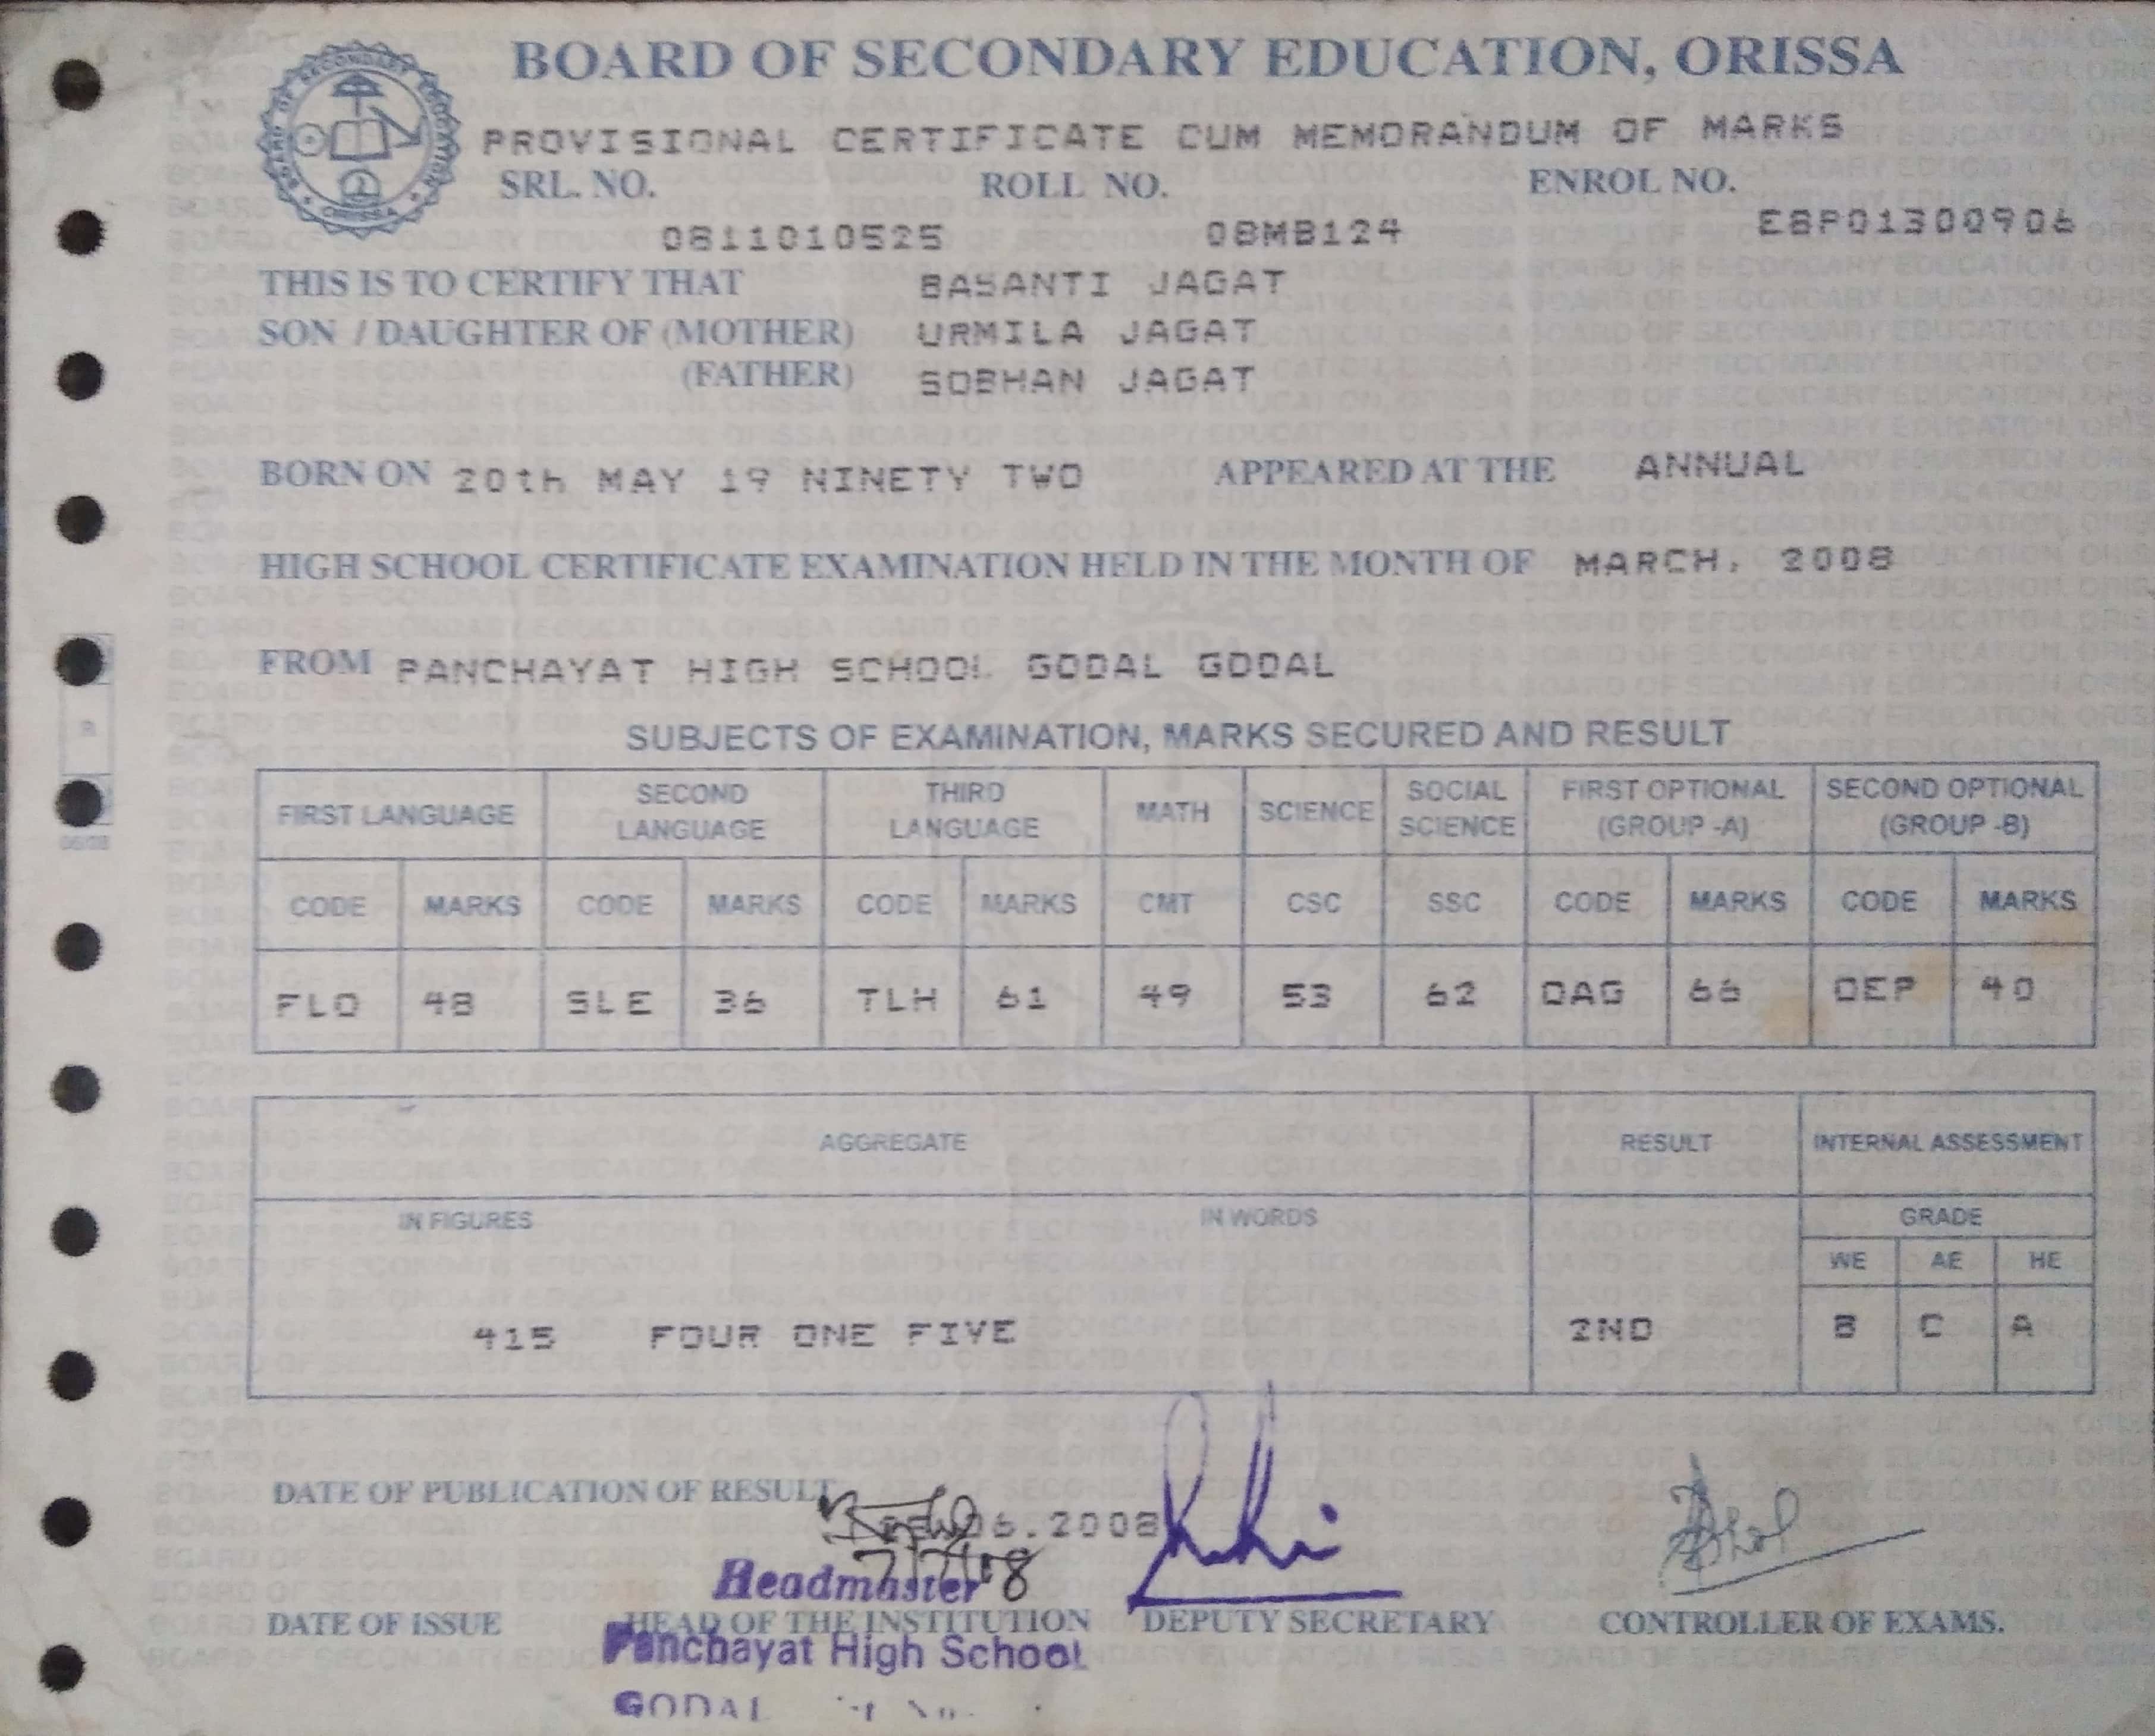 BOARD OF SECONDARY EDUCATION, ORISSA
PROVISIONAL CERTIFICATE CUM MEMORANDUM OF MARKS
SRL. NO. ROLL NO. ENROL NO.
0811010525 08MB124 E8P01300906
THIS IS TO CERTIFY THAT BASANTI JAGAT
SON / DAUGHTER OF (MOTHER) URMILA JAGAT
(FATHER) SOBHAN JAGAT
BORN ON 20th MAY 19 NINETY TWO APPEARED AT THE ANNUAL
HIGH SCHOOL CERTIFICATE EXAMINATION HELD IN THE MONTH OF MARCH, 2008
FROM PANCHAYAT HIGH SCHOOL GODAL GODAL
SUBJECTS OF EXAMINATION, MARKS SECURED AND RESULT
FIRST LANGUAGE SECOND LANGUAGE THIRD LANGUAGE MATH SCIENCE SOCIAL SCIENCE FIRST OPTIONAL (GROUP -A) SECOND OPTIONAL (GROUP -B)
CODE MARKS CODE MARKS CODE MARKS CMT CSC SSC CODE MARKS CODE MARKS
FLO 48 SLE 36 TLH 61 49 53 62 OAG 66 OEP 40
AGGREGATE RESULT INTERNAL ASSESSMENT
IN FIGURES IN WORDS GRADE
WE AE HE
415 FOUR ONE FIVE 2ND B C A
DATE OF PUBLICATION OF RESULT
06.2008
7/7/08
Headmaster
DATE OF ISSUE HEAD OF THE INSTITUTION DEPUTY SECRETARY CONTROLLER OF EXAMS.
Panchayat High School
GODAL